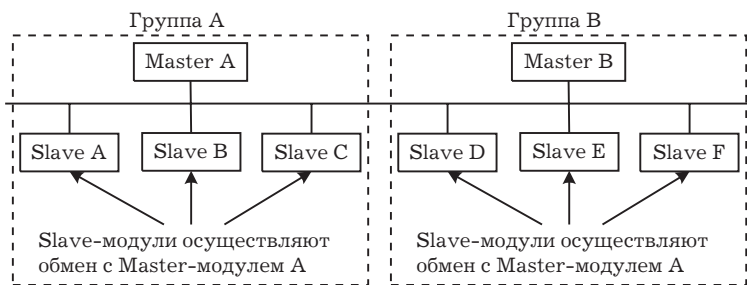 Группа A
Группа B
Master A
Master B
Slave A
Slave B
Slave C
Slave D
Slave E
Slave F
Slave-модули осуществляют
обмен с Master-модулем A
Slave-модули осуществляют
обмен с Master-модулем A